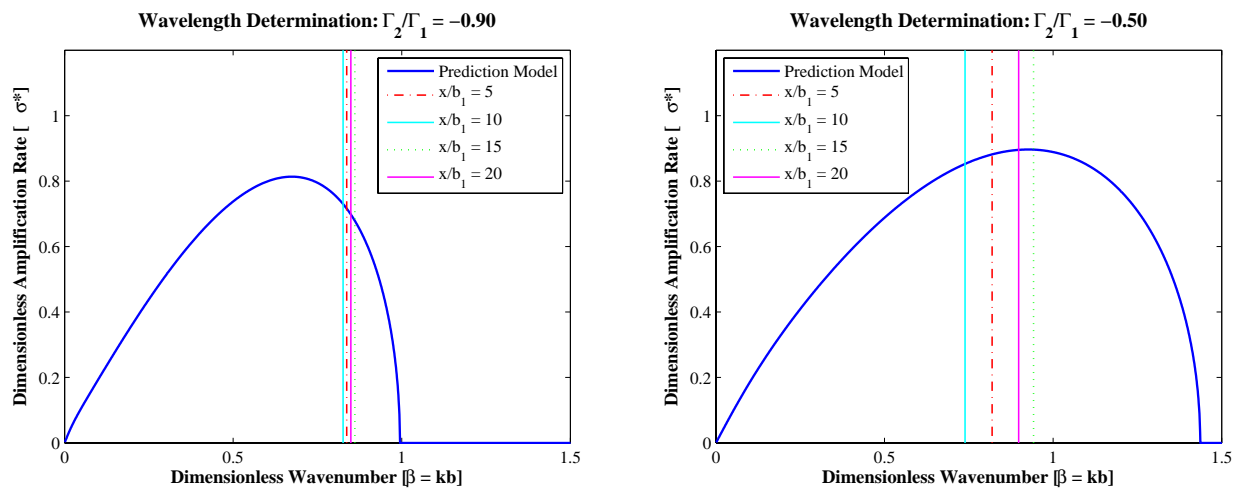 Wavelength Determination: Γ2/Γ1 = −0.90
Dimensionless Amplification Rate [ σ*]
1
0.8
0.6
0.4
0.2
0
Prediction Model
x/b1 = 5
x/b1 = 10
x/b1 = 15
x/b1 = 20
0 0.5 1 1.5
Dimensionless Wavenumber [β = kb]
Wavelength Determination: Γ2/Γ1 = −0.50
Dimensionless Amplification Rate [ σ*]
1
0.8
0.6
0.4
0.2
0
Prediction Model
x/b1 = 5
x/b1 = 10
x/b1 = 15
x/b1 = 20
0 0.5 1 1.5
Dimensionless Wavenumber [β = kb]